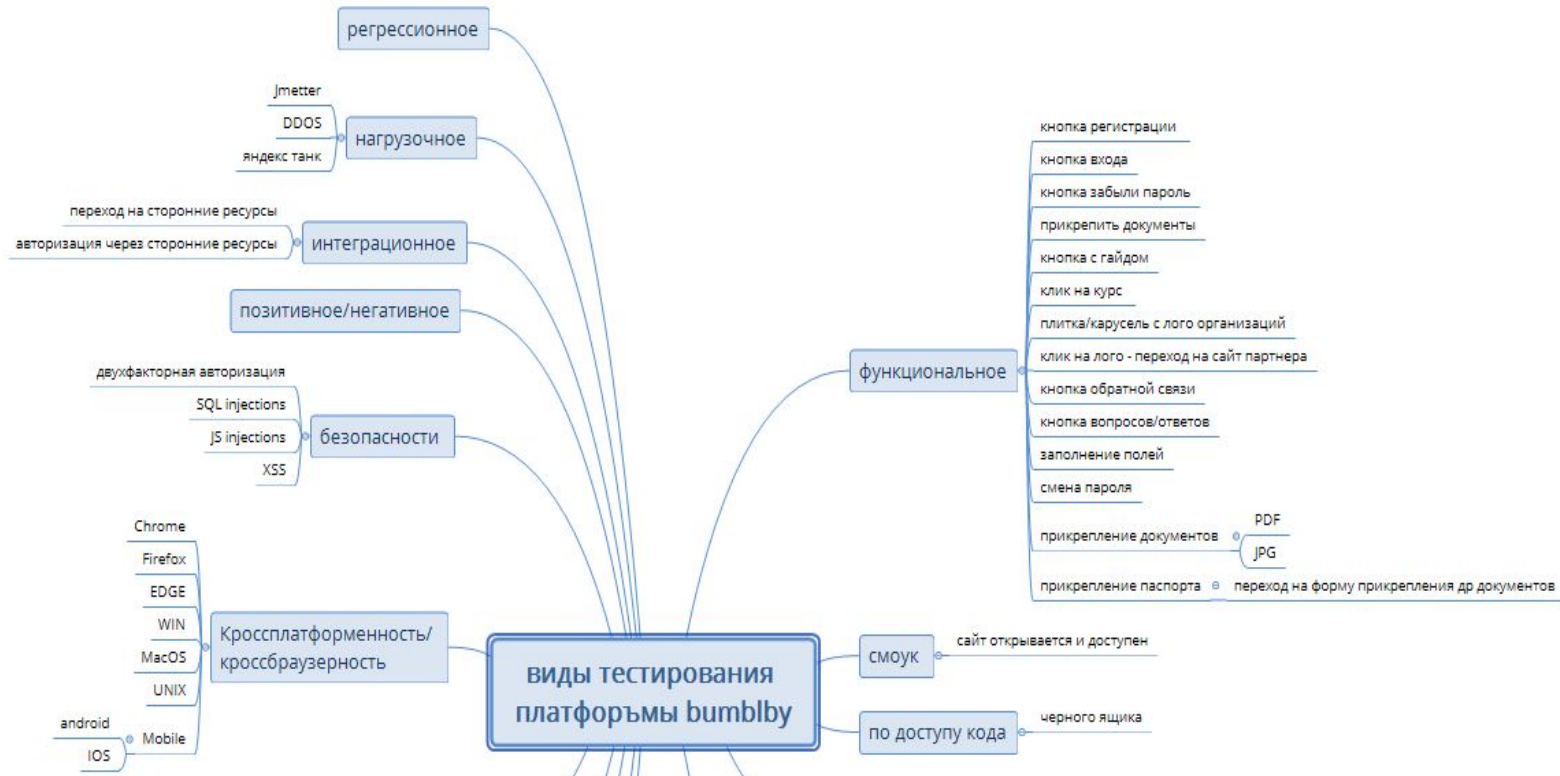 регрессионное
Jmetter
DDOS
яндекс танк
нагрузочное
переход на сторонние ресурсы
авторизация через сторонние ресурсы
интеграционное
позитивное/негативное
двухфакторная авторизация
SQL injections
JS injections
XSS
безопасности
Chrome
Firefox
EDGE
WIN
MacOS
UNIX
android
IOS
Mobile
Кроссплатформенность/
кроссбраузерность
виды тестирования
платформъмы bumblby
функциональное
кнопка регистрации
кнопка входа
кнопка забыли пароль
прикрепить документы
кнопка с гайдом
клик на курс
плитка/карусель с лого организаций
клик на лого - переход на сайт партнера
кнопка обратной связи
кнопка вопросов/ответов
заполнение полей
смена пароля
прикрепление документов
PDF
JPG
прикрепление паспорта
переход на форму прикрепления др документов
смоук
сайт открывается и доступен
по доступу кода
черного ящика